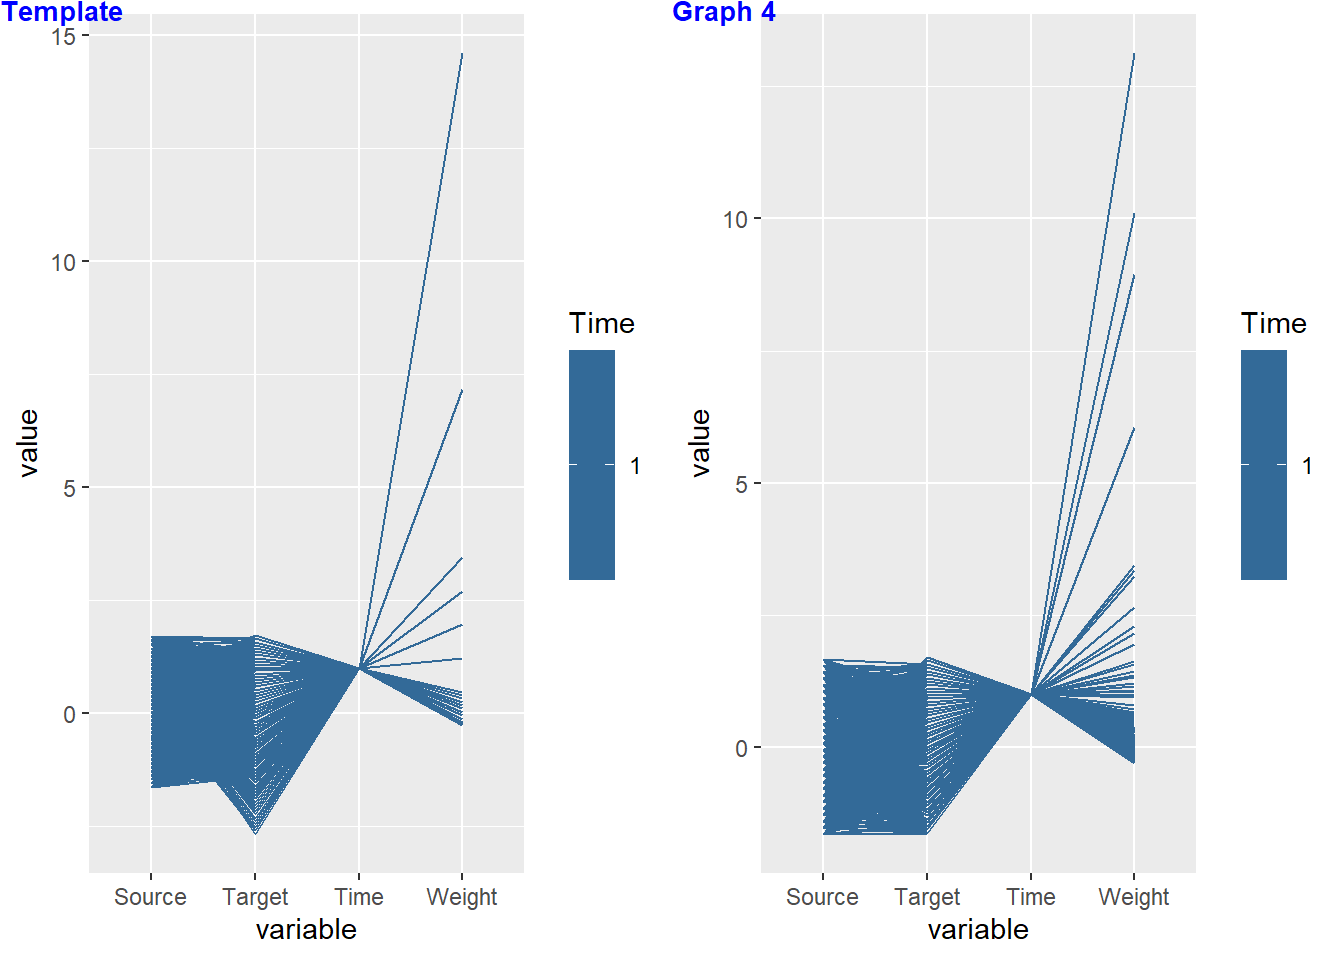 Template
15
10
5
0
value
Source Target Time Weight
variable
Time
1
Graph 4
10
5
0
value
Source Target Time Weight
variable
Time
1